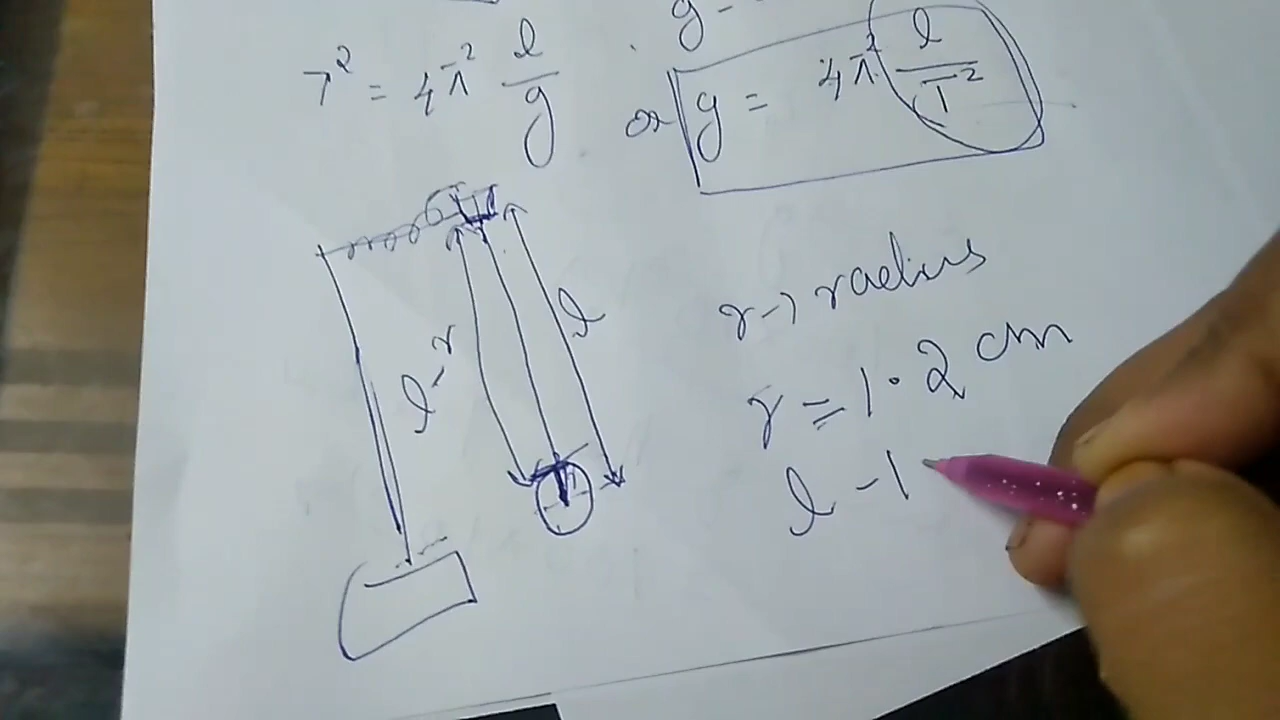 g -
T² = 4π² l/g or g = 4π² l/T²
l-r l
r → radius
r = 1.2 cm
l - 1